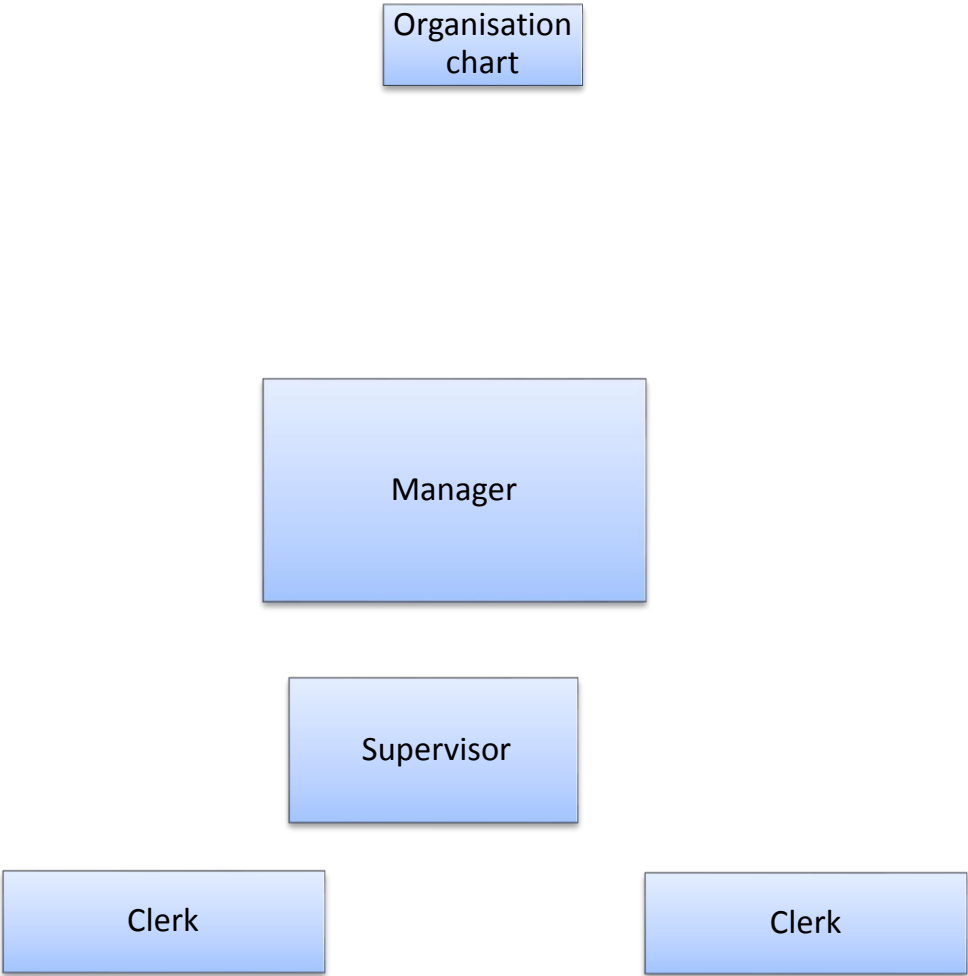 Organisation
chart
Manager
Supervisor
Clerk
Clerk